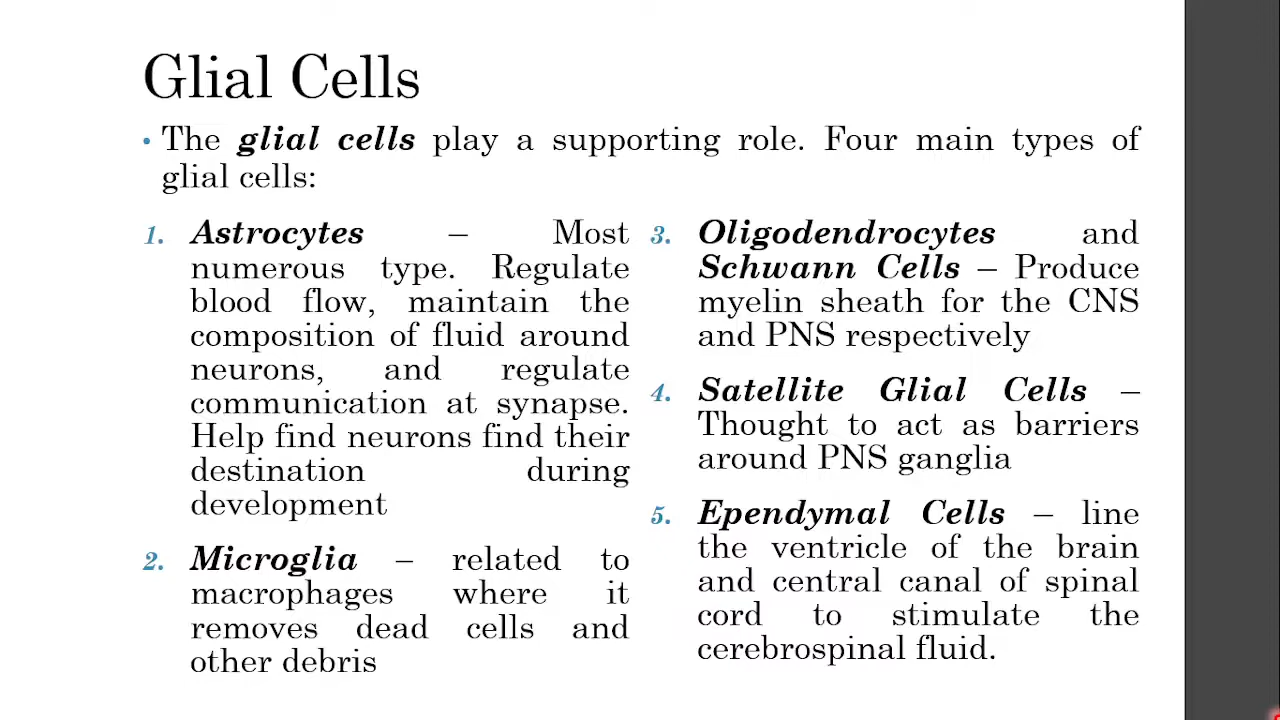 Glial Cells
• The glial cells play a supporting role. Four main types of
glial cells:
1. Astrocytes – Most
numerous type. Regulate
blood flow, maintain the
composition of fluid around
neurons, and regulate
communication at synapse.
Help find neurons find their
destination during
development
2. Microglia – related to
macrophages where it
removes dead cells and
other debris
3. Oligodendrocytes and
Schwann Cells – Produce
myelin sheath for the CNS
and PNS respectively
4. Satellite Glial Cells –
Thought to act as barriers
around PNS ganglia
5. Ependymal Cells – line
the ventricle of the brain
and central canal of spinal
cord to stimulate the
cerebrospinal fluid.